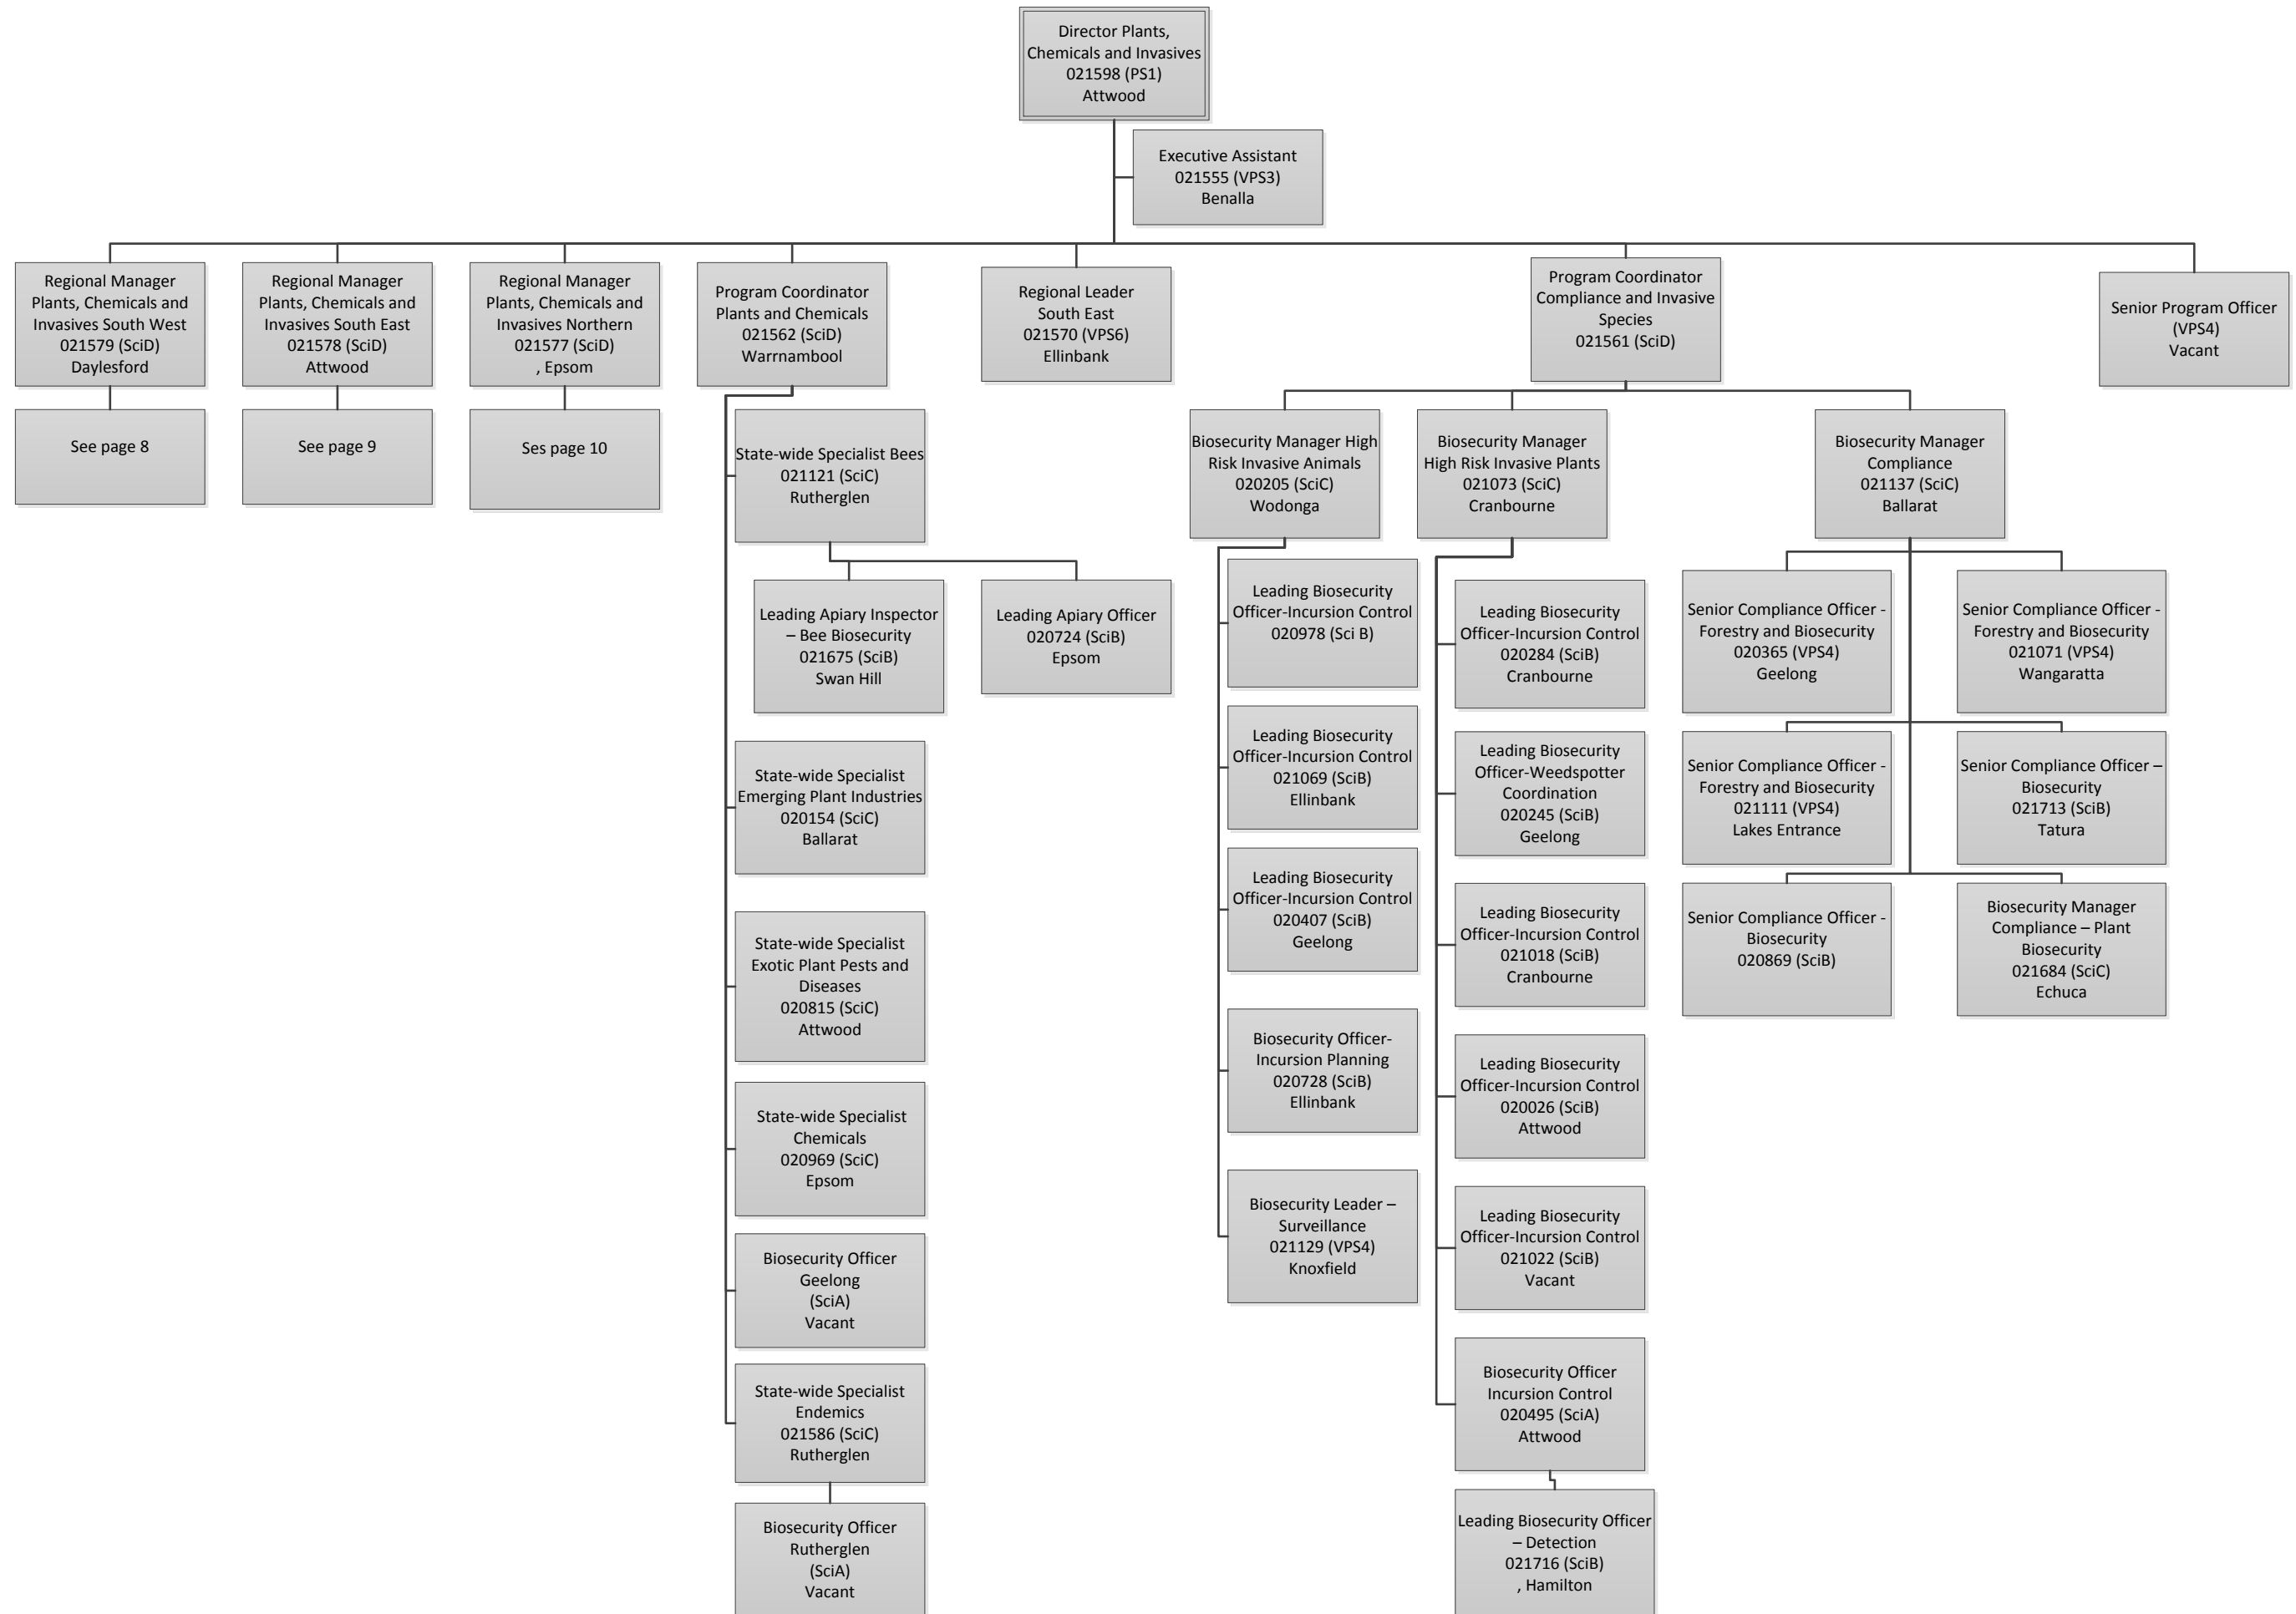 Director Plants,
Chemicals and Invasives
021598 (PS1)
Attwood
Executive Assistant
021555 (VPS3)
Benalla
Regional Manager
Plants, Chemicals and
Invasives South West
021579 (SciD)
Daylesford
Regional Manager
Plants, Chemicals and
Invasives South East
021578 (SciD)
Attwood
Regional Manager
Plants, Chemicals and
Invasives Northern
021577 (SciD)
, Epsom
Program Coordinator
Plants and Chemicals
021562 (SciD)
Warrnambool
Regional Leader
South East
021570 (VPS6)
Ellinbank
Program Coordinator
Compliance and Invasive
Species
021561 (SciD)
Senior Program Officer
(VPS4)
Vacant
See page 8
See page 9
Ses page 10
State-wide Specialist Bees
021121 (SciC)
Rutherglen
Leading Apiary Inspector
– Bee Biosecurity
021675 (SciB)
Swan Hill
Leading Apiary Officer
020724 (SciB)
Epsom
State-wide Specialist
Emerging Plant Industries
020154 (SciC)
Ballarat
State-wide Specialist
Exotic Plant Pests and
Diseases
020815 (SciC)
Attwood
State-wide Specialist
Chemicals
020969 (SciC)
Epsom
Biosecurity Officer
Geelong
(SciA)
Vacant
State-wide Specialist
Endemics
021586 (SciC)
Rutherglen
Biosecurity Officer
Rutherglen
(SciA)
Vacant
Biosecurity Manager High
Risk Invasive Animals
020205 (SciC)
Wodonga
Leading Biosecurity
Officer-Incursion Control
020978 (Sci B)
Leading Biosecurity
Officer-Incursion Control
021069 (SciB)
Ellinbank
Leading Biosecurity
Officer-Incursion Control
020407 (SciB)
Geelong
Biosecurity Officer-
Incursion Planning
020728 (SciB)
Ellinbank
Biosecurity Leader –
Surveillance
021129 (VPS4)
Knoxfield
Biosecurity Manager
High Risk Invasive Plants
021073 (SciC)
Cranbourne
Leading Biosecurity
Officer-Incursion Control
020284 (SciB)
Cranbourne
Leading Biosecurity
Officer-Weedspotter
Coordination
020245 (SciB)
Geelong
Leading Biosecurity
Officer-Incursion Control
021018 (SciB)
Cranbourne
Leading Biosecurity
Officer-Incursion Control
020026 (SciB)
Attwood
Leading Biosecurity
Officer-Incursion Control
021022 (SciB)
Vacant
Biosecurity Officer
Incursion Control
020495 (SciA)
Attwood
Leading Biosecurity Officer
– Detection
021716 (SciB)
, Hamilton
Biosecurity Manager
Compliance
021137 (SciC)
Ballarat
Senior Compliance Officer -
Forestry and Biosecurity
020365 (VPS4)
Geelong
Senior Compliance Officer -
Forestry and Biosecurity
021071 (VPS4)
Wangaratta
Senior Compliance Officer -
Forestry and Biosecurity
021111 (VPS4)
Lakes Entrance
Senior Compliance Officer –
Biosecurity
021713 (SciB)
Tatura
Senior Compliance Officer -
Biosecurity
020869 (SciB)
Biosecurity Manager
Compliance – Plant
Biosecurity
021684 (SciC)
Echuca